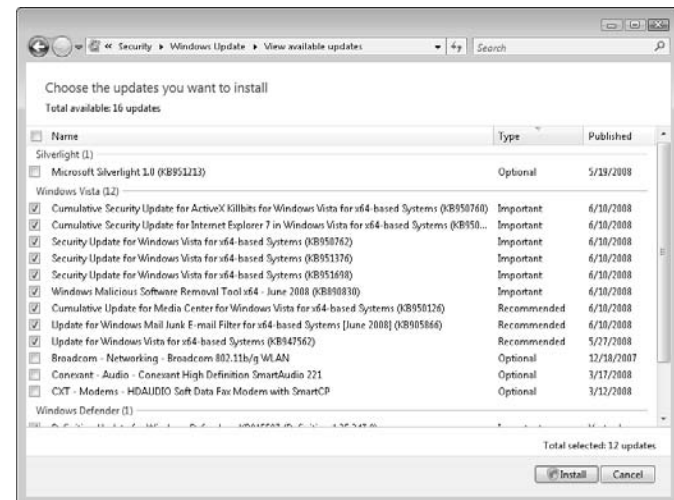 « Security ▸ Windows Update ▸ View available updates
Search
Choose the updates you want to install
Total available: 16 updates
Name Type Published
Silverlight (1)
Microsoft Silverlight 1.0 (KB951213) Optional 5/19/2008
Windows Vista (12)
Cumulative Security Update for ActiveX Killbits for Windows Vista for x64-based Systems (KB950760) Important 6/10/2008
Cumulative Security Update for Internet Explorer 7 in Windows Vista for x64-based Systems (KB950... Important 6/10/2008
Security Update for Windows Vista for x64-based Systems (KB950762) Important 6/10/2008
Security Update for Windows Vista for x64-based Systems (KB951376) Important 6/10/2008
Security Update for Windows Vista for x64-based Systems (KB951698) Important 6/10/2008
Windows Malicious Software Removal Tool x64 - June 2008 (KB890830) Important 6/10/2008
Cumulative Update for Media Center for Windows Vista for x64-based Systems (KB950126) Recommended 6/10/2008
Update for Windows Mail Junk E-mail Filter for x64-based Systems [June 2008] (KB905866) Recommended 6/10/2008
Update for Windows Vista for x64-based Systems (KB947562) Recommended 5/27/2008
Broadcom - Networking - Broadcom 802.11b/g WLAN Optional 12/18/2007
Conexant - Audio - Conexant High Definition SmartAudio 221 Optional 3/17/2008
CXT - Modems - HDAUDIO Soft Data Fax Modem with SmartCP Optional 3/12/2008
Windows Defender (1)
Total selected: 12 updates
Install Cancel